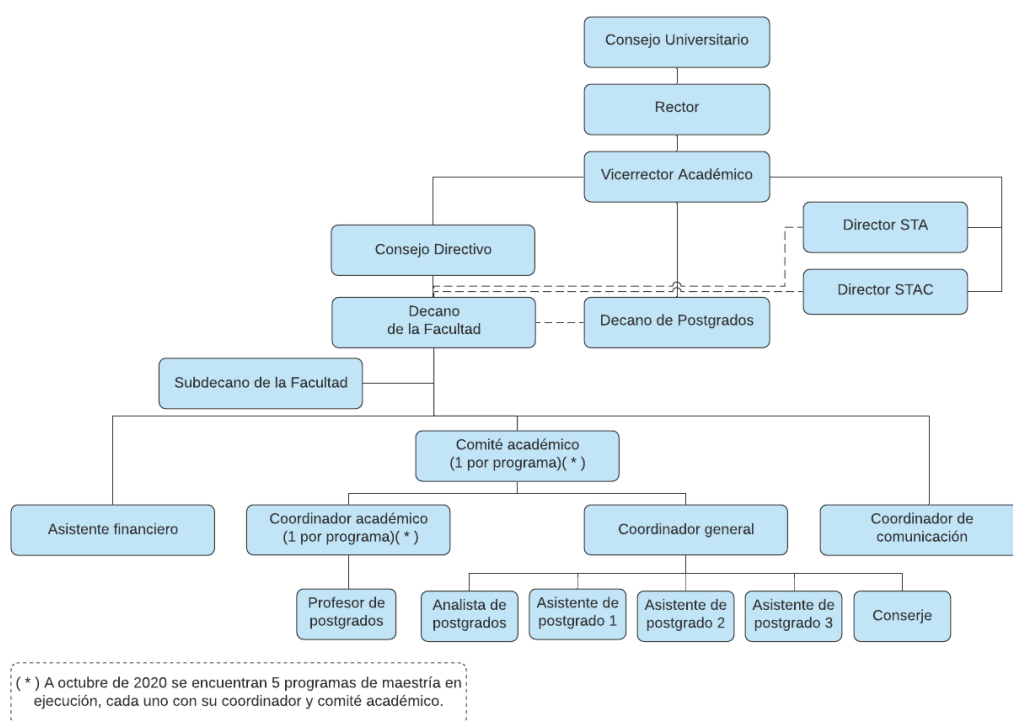 Consejo Universitario
Rector
Vicerrector Académico
Director STA
Consejo Directivo
Director STAC
Decano
de la Facultad
Decano de Postgrados
Subdecano de la Facultad
Comité académico
(1 por programa)( * )
Asistente financiero
Coordinador académico
(1 por programa)( * )
Coordinador general
Coordinador de
comunicación
Profesor de
postgrados
Analista de
postgrados
Asistente de
postgrado 1
Asistente de
postgrado 2
Asistente de
postgrado 3
Conserje
( * ) A octubre de 2020 se encuentran 5 programas de maestría en
ejecución, cada uno con su coordinador y comité académico.